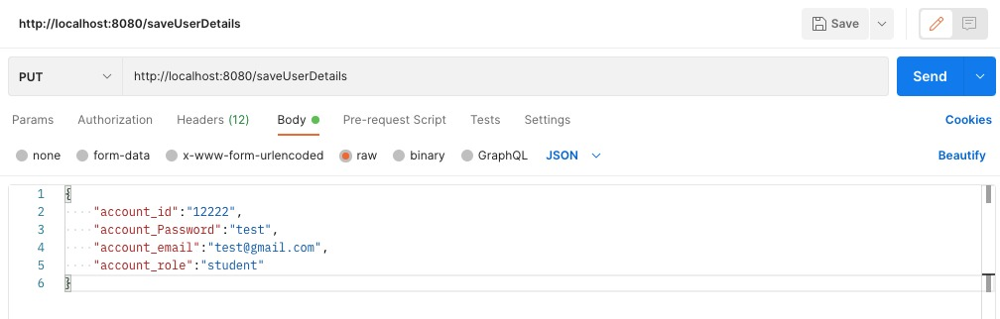 http://localhost:8080/saveUserDetails
Save
PUT
http://localhost:8080/saveUserDetails
Send
Params Authorization Headers (12) Body Pre-request Script Tests Settings Cookies
none form-data x-www-form-urlencoded raw binary GraphQL JSON Beautify
1 {
2 "account_id":"12222",
3 "account_Password":"test",
4 "account_email":"test@gmail.com",
5 "account_role":"student"
6 }